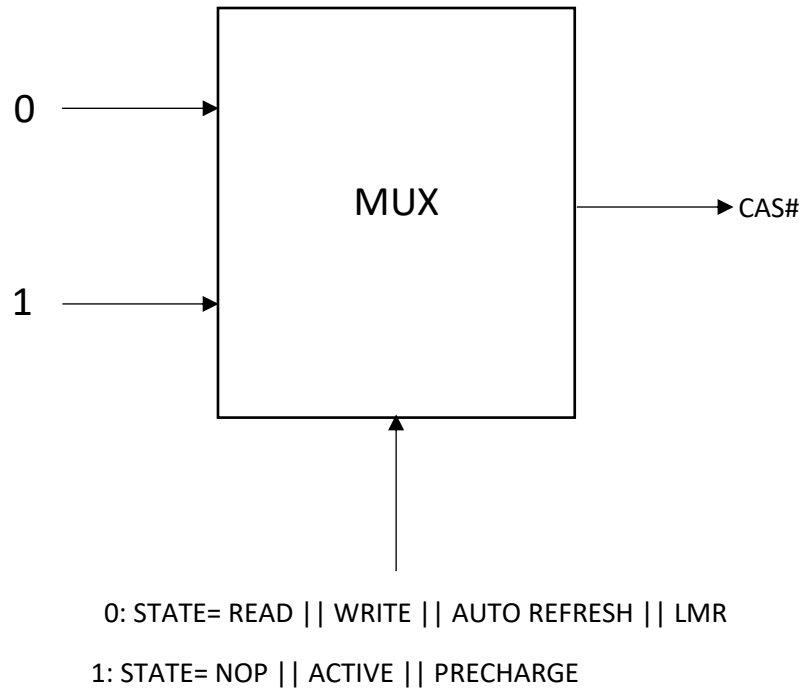 0
MUX
CAS#
1
0: STATE= READ || WRITE || AUTO REFRESH || LMR
1: STATE= NOP || ACTIVE || PRECHARGE